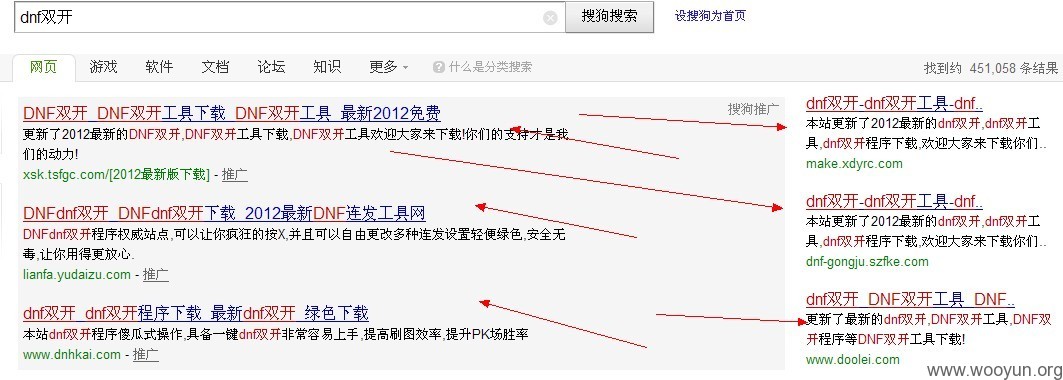 dnf双开
搜狗搜索
设搜狗为首页
网页 游戏 软件 文档 论坛 知识 更多 什么是分类搜索
找到约 451,058 条结果
DNF双开_DNF双开工具下载_DNF双开工具_最新2012免费
搜狗推广
更新了2012最新的DNF双开,DNF双开工具下载,DNF双开工具欢迎大家来下载!你们的支持才是我
们的动力!
xsk.tsfgc.com/[2012最新版下载] - 推广
DNFdnf双开_DNFdnf双开下载_2012最新DNF连发工具网
DNFdnf双开程序权威站点,可以让你疯狂的按X,并且可以自由更改多种连发设置轻便绿色,安全无
毒,让你用得更放心.
lianfa.yudaizu.com - 推广
dnf双开_dnf双开程序下载_最新dnf双开_绿色下载
本站dnf双开程序傻瓜式操作,具备一键dnf双开非常容易上手,提高刷图效率,提升PK场胜率
www.dnhkai.com - 推广
dnf双开-dnf双开工具-dnf..
本站更新了2012最新的dnf双开,dnf双开工
具,dnf双开程序下载,欢迎大家来下载你们..
make.xdyrc.com
dnf双开-dnf双开工具-dnf..
本站更新了2012最新的dnf双开,dnf双开工
具,dnf双开程序下载,欢迎大家来下载你们..
dnf-gongju.szfke.com
dnf双开_DNF双开工具_DNF..
更新了最新的dnf双开,DNF双开工具,DNF双
开程序等DNF双开工具下载!
www.doolei.com
www.wooyun.org